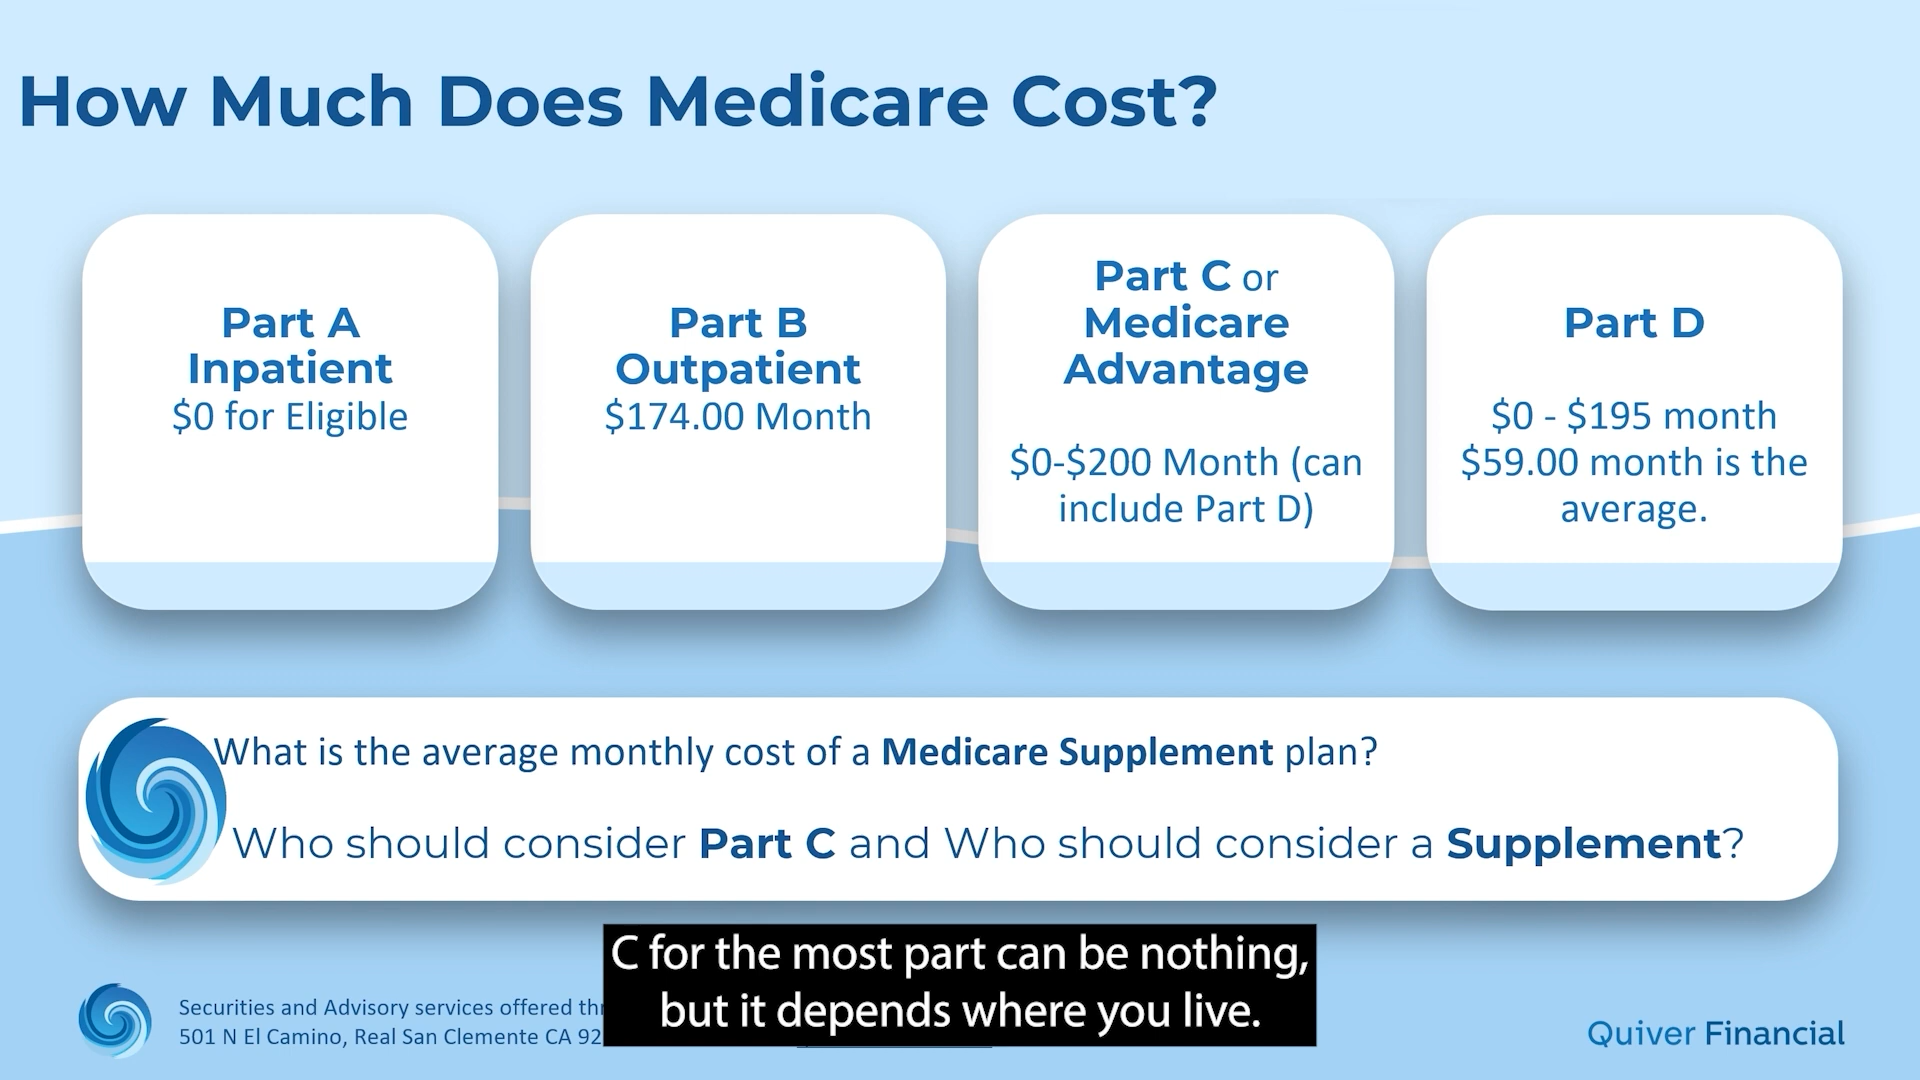 How Much Does Medicare Cost?
Part A
Inpatient
$0 for Eligible
Part B
Outpatient
$174.00 Month
Part C or
Medicare
Advantage
$0-$200 Month (can
include Part D)
Part D
$0 - $195 month
$59.00 month is the
average.
What is the average monthly cost of a Medicare Supplement plan?
Who should consider Part C and Who should consider a Supplement?
C for the most part can be nothing,
but it depends where you live.
Securities and Advisory services offered
501 N El Camino, Real San Clemente CA
Quiver Financial